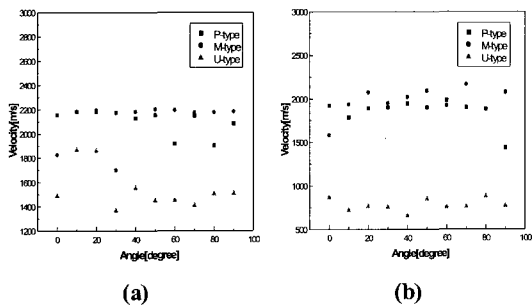 P-type
M-type
U-type
Velocity[m/s]
3000
2800
2600
2400
2200
2000
1800
1600
1400
1200
0 20 40 60 80 100
Angle[degree]
(a)
P-type
M-type
U-type
Velocity[m/s]
3000
2500
2000
1500
1000
500
0 20 40 60 80 100
Angle[degree]
(b)